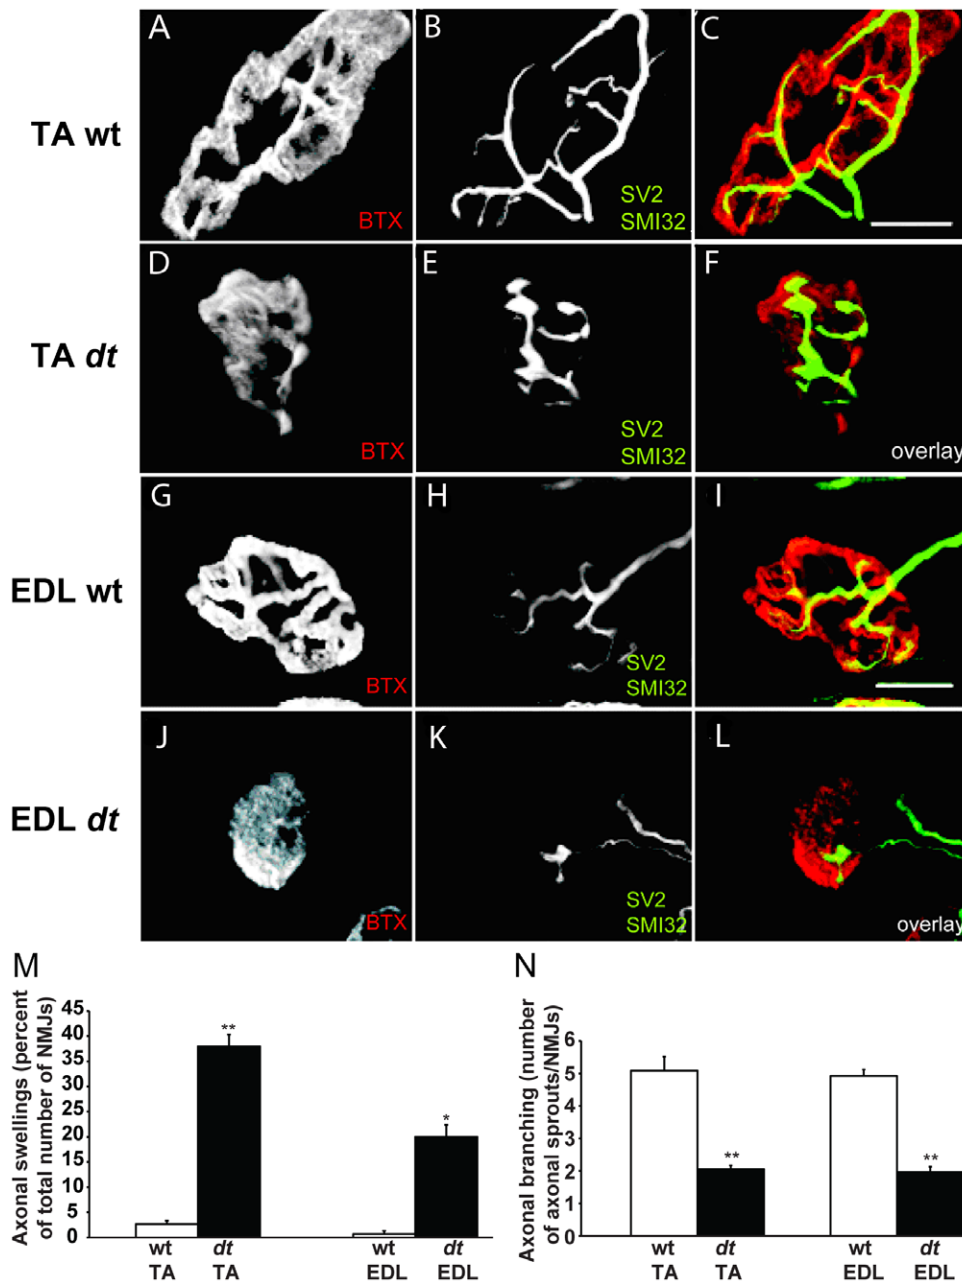 TA wt
A
BTX
B
SV2
SMI32
C
TA dt
D
BTX
E
SV2
SMI32
F
overlay
EDL wt
G
BTX
H
SV2
SMI32
I
EDL dt
J
BTX
K
SV2
SMI32
L
overlay
M
Axonal swellings (percent
of total number of NMJs)
45
40
35
30
25
20
15
10
5
0
**
*
wt
TA
dt
TA
wt
EDL
dt
EDL
N
Axonal branching (number
of axonal sprouts/NMJs)
6
5
4
3
2
1
0
**
**
wt
TA
dt
TA
wt
EDL
dt
EDL